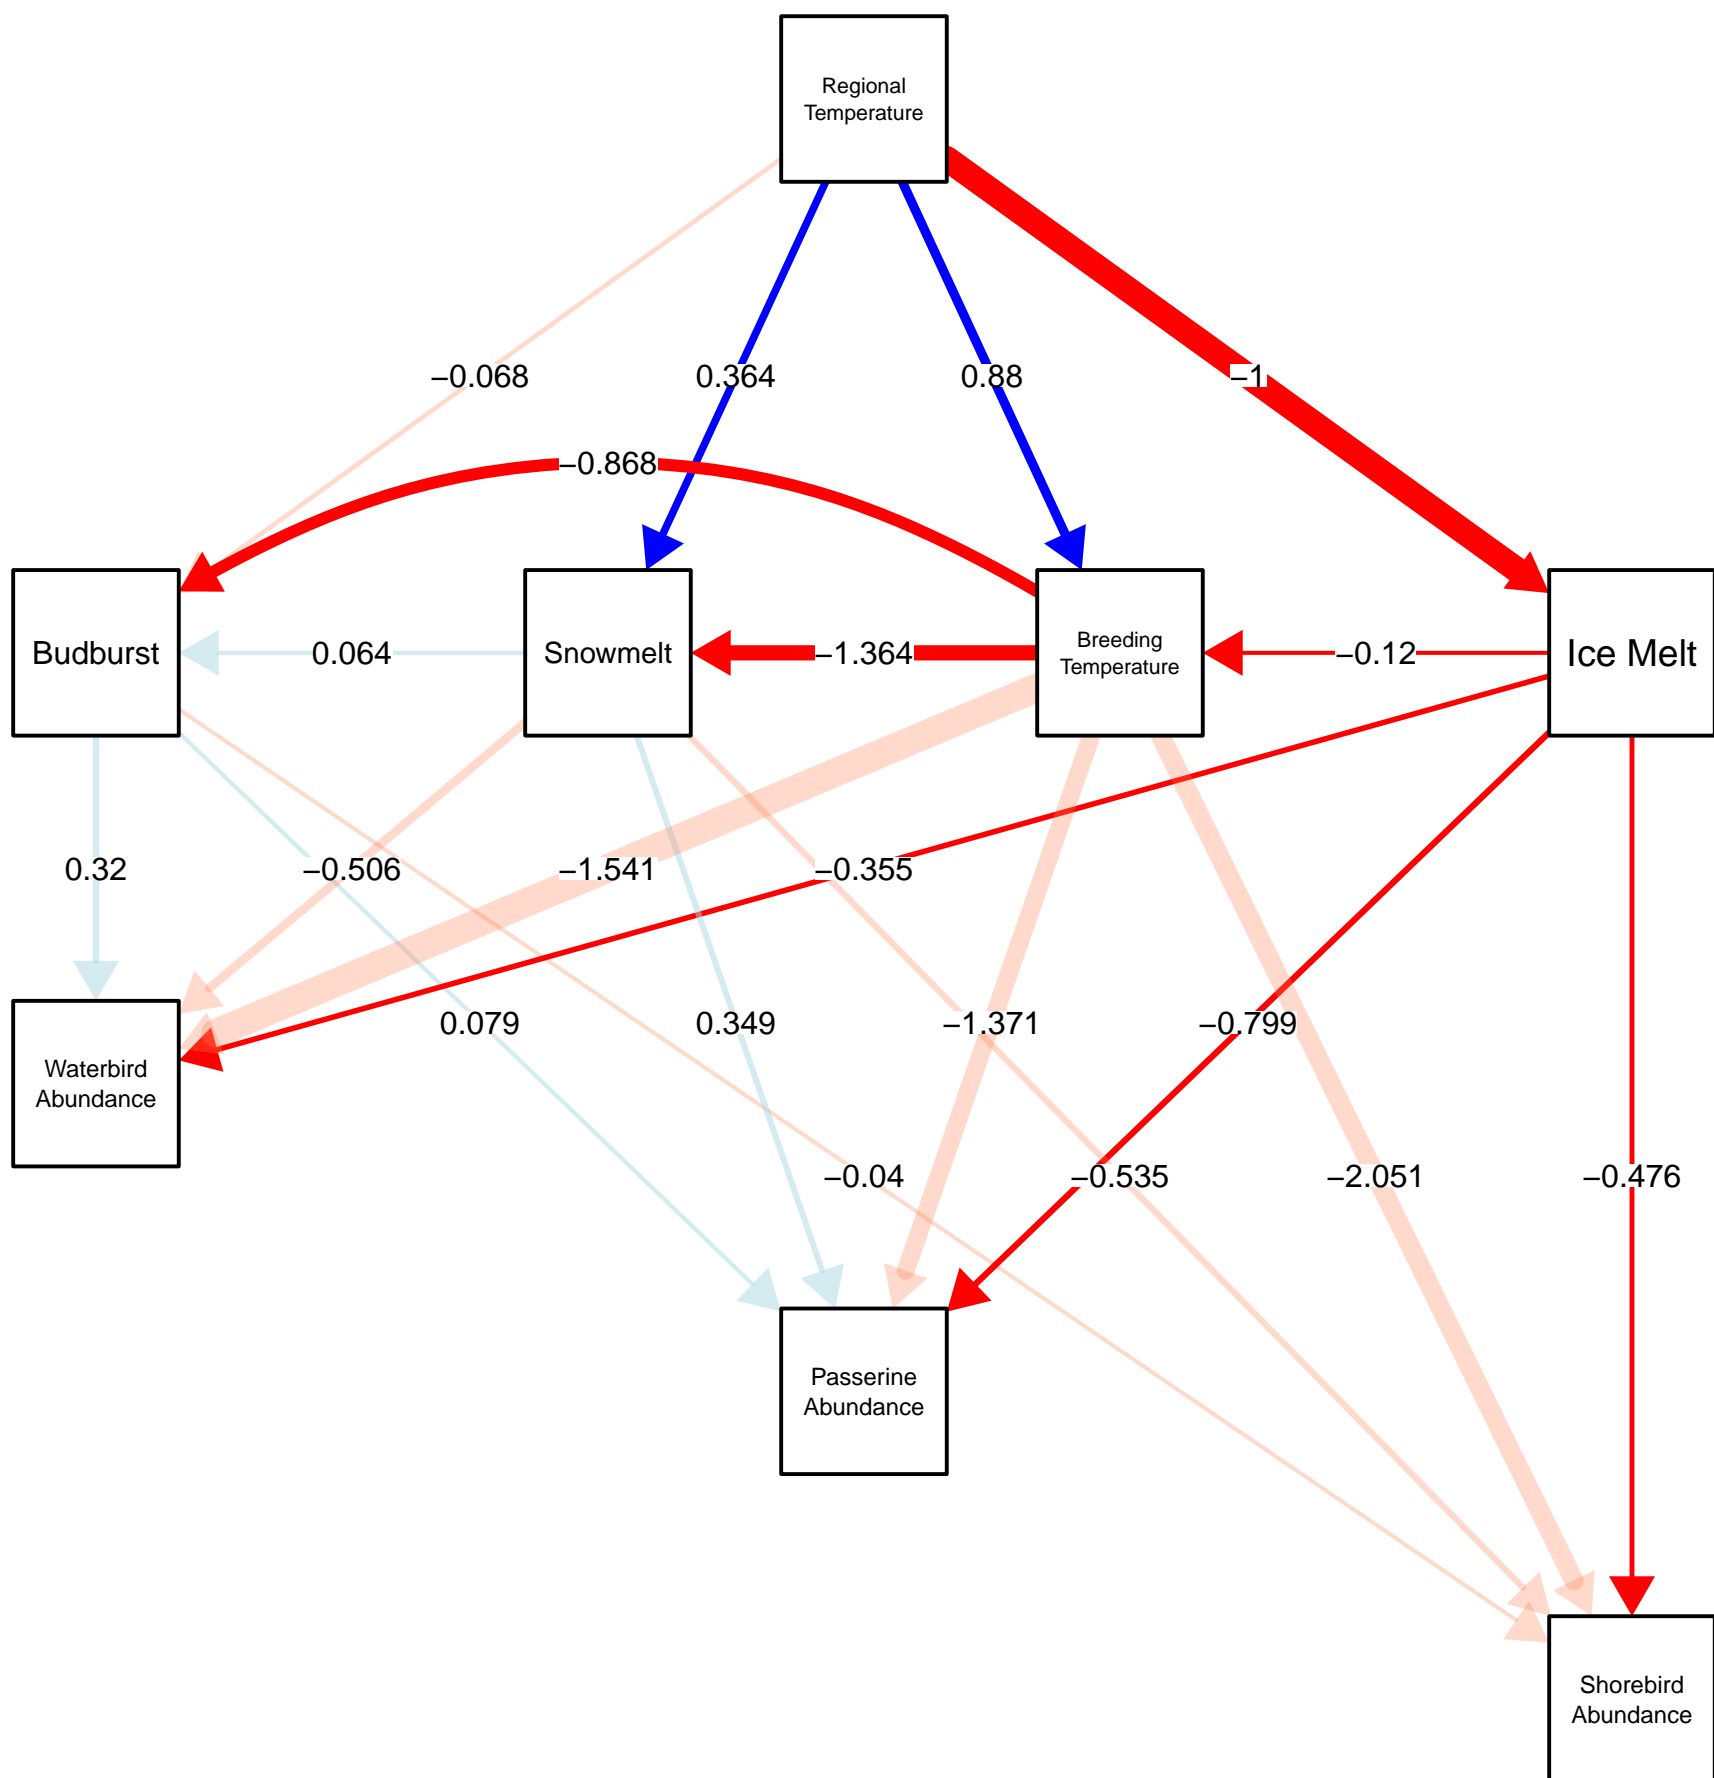 Regional
Temperature
−0.068
0.364
0.88
−1
−0.868
Budburst
0.064
Snowmelt
−1.364
Breeding
Temperature
−0.12
Ice Melt
0.32
−0.506
−1.541
−0.355
0.079
0.349
−1.371
−0.799
Waterbird
Abundance
−0.04
−0.535
−2.051
−0.476
Passerine
Abundance
Shorebird
Abundance